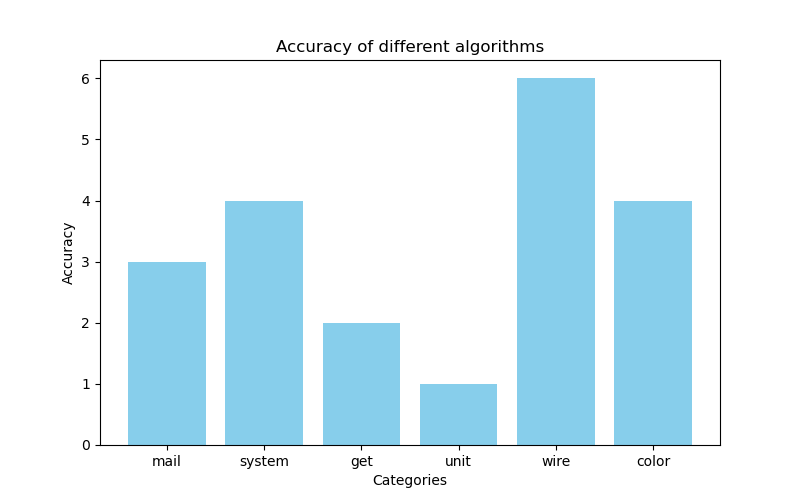 Accuracy of different algorithms
Accuracy
6
5
4
3
2
1
0
mail system get unit wire color
Categories